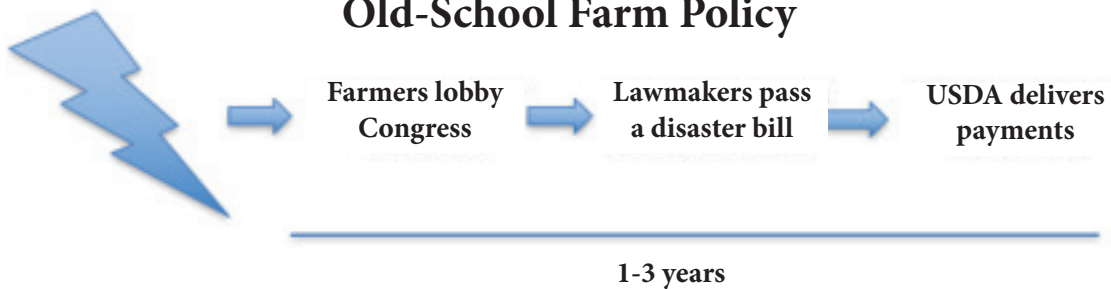 Old-School Farm Policy
Farmers lobby
Congress
Lawmakers pass
a disaster bill
USDA delivers
payments
1-3 years